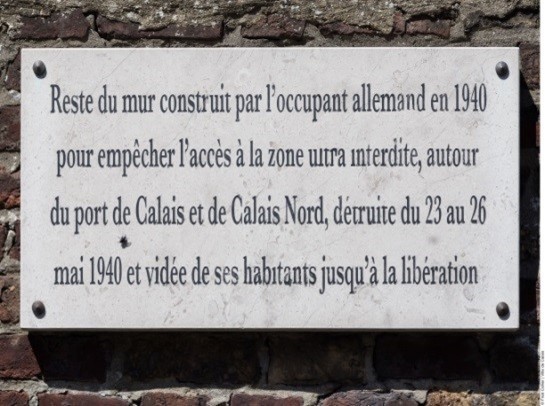 Reste du mur construit par l'occupant allemand en 1940
pour empêcher l'accès à la zone ultra interdite, autour
du port de Calais et de Calais Nord, détruite du 23 au 26
mai 1940 et vidée de ses habitants jusqu'à la libération